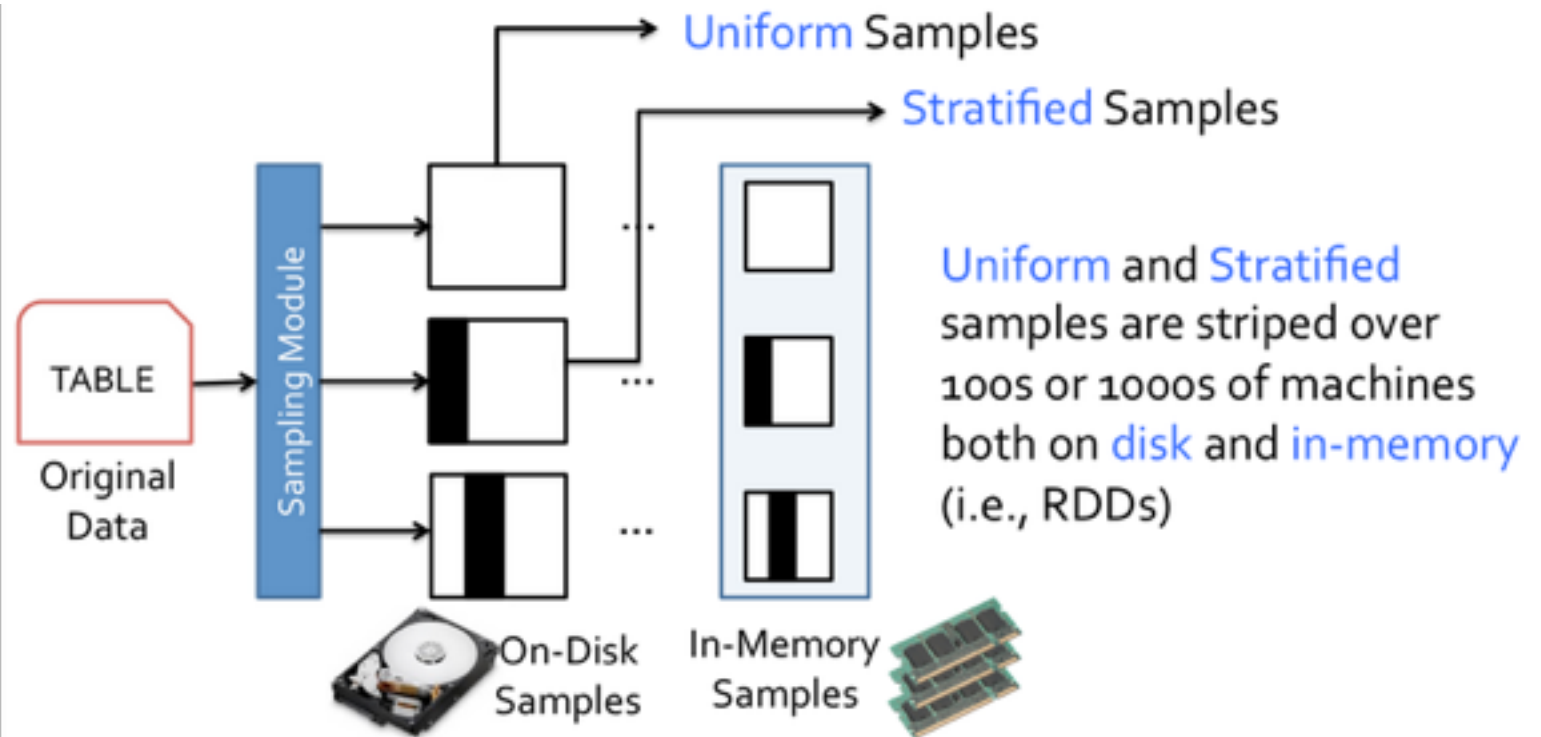 Uniform Samples
Stratified Samples
Sampling Module
TABLE
Original
Data
...
...
...
Uniform and Stratified
samples are striped over
100s or 1000s of machines
both on disk and in-memory
(i.e., RDDs)
On-Disk
Samples
In-Memory
Samples